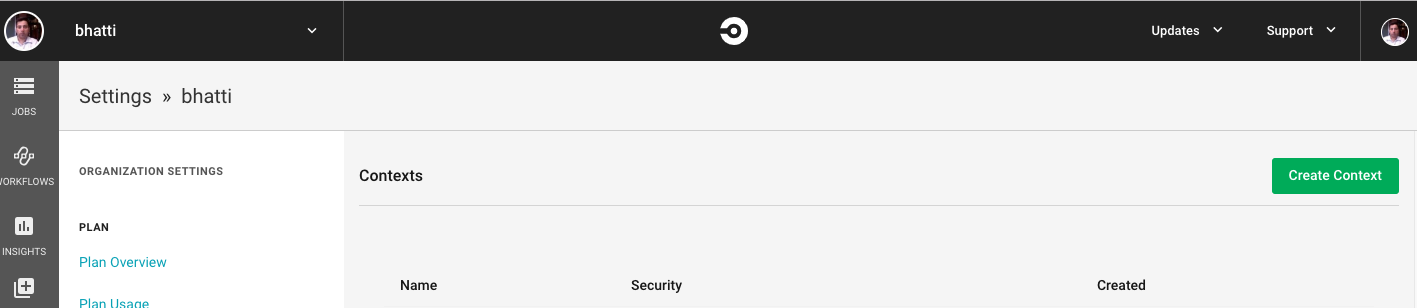 bhatti
Updates
Support
JOBS
WORKFLOWS
INSIGHTS
Settings » bhatti
ORGANIZATION SETTINGS
PLAN
Plan Overview
Plan Usage
Contexts
Create Context
Name Security Created